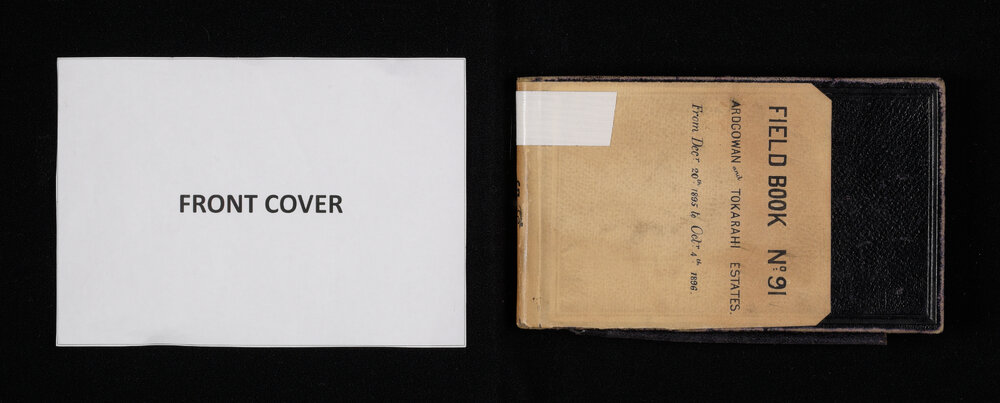 FRONT COVER
FIELD BOOK Nº 91
ARDGOWAN and TOKARAHI ESTATES.
From Decr 20th 1895 to Octr 4th 1896.